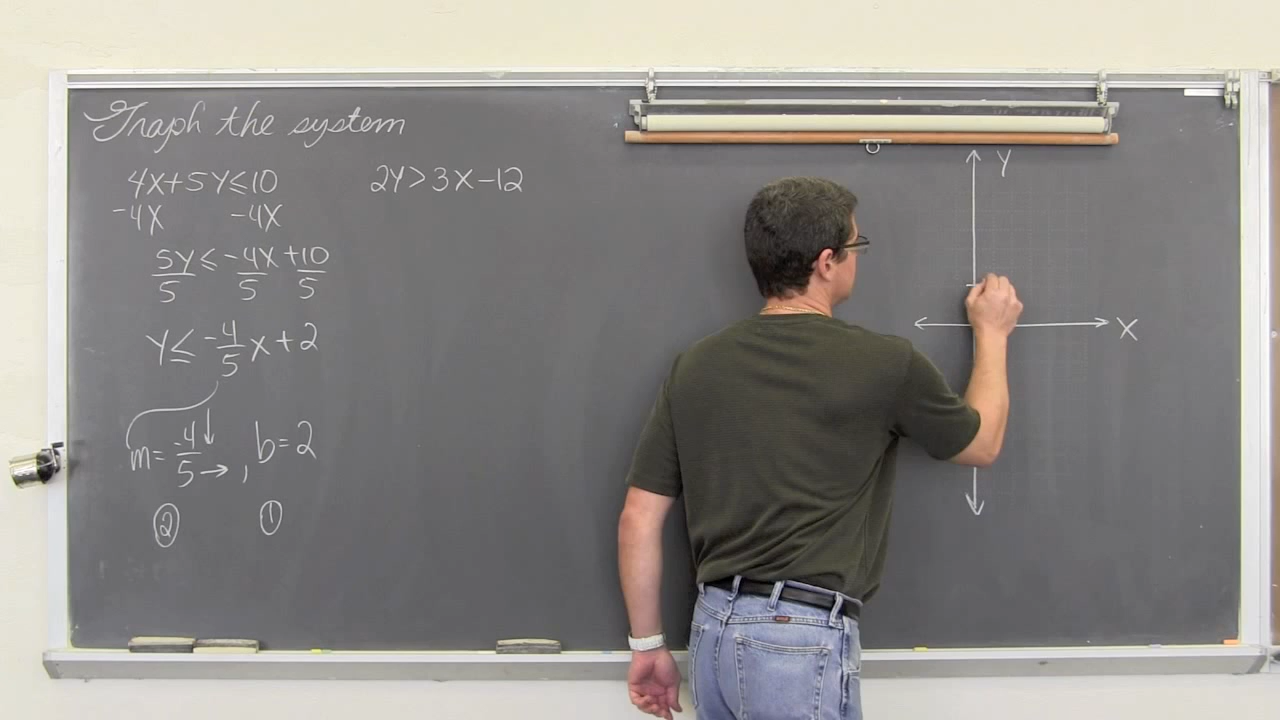 Graph the system
4X+5Y≤10
-4X -4X
5Y ≤ -4X +10
5 5 5
Y≤ -4/5 X+2
m= -4↓/5→ , b=2
② ①
2Y>3X-12
Y
X